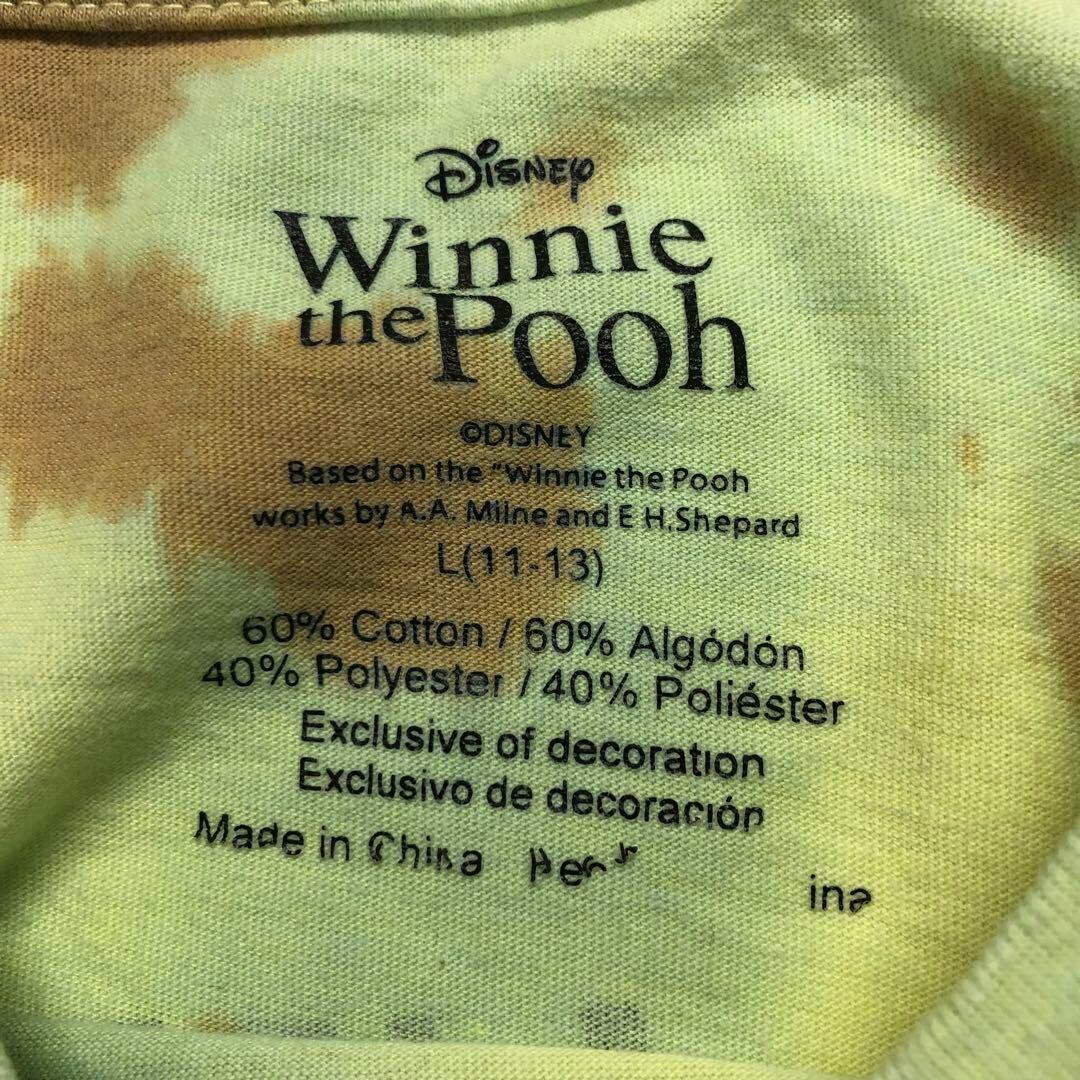 Disney
Winnie
the Pooh
©DISNEY
Based on the "Winnie the Pooh
works by A.A. Milne and E H.Shepard
L(11-13)
60% Cotton / 60% Algódón
40% Polyester / 40% Poliéster
Exclusive of decoration
Exclusivo de decoración
Made in China